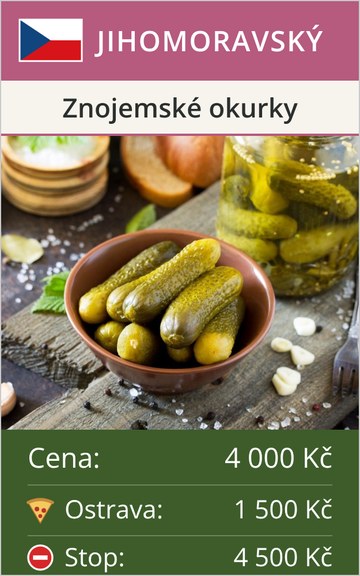 JIHOMORAVSKÝ
Znojemské okurky
Cena: 4 000 Kč
Ostrava: 1 500 Kč
Stop: 4 500 Kč